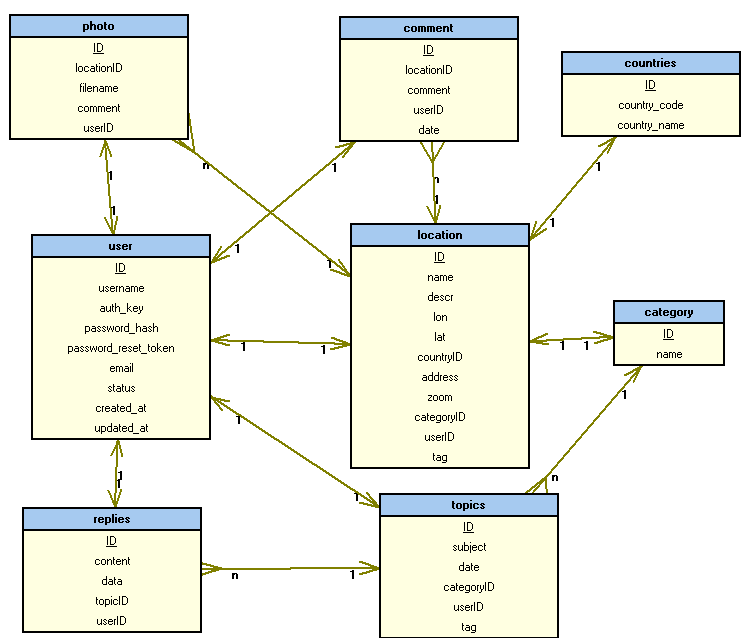 photo
ID
locationID
filename
comment
userID
comment
ID
locationID
comment
userID
date
countries
ID
country_code
country_name
n
1
1
1
1
n
1
1
1
1
user
ID
username
auth_key
password_hash
password_reset_token
email
status
created_at
updated_at
location
ID
name
descr
lon
lat
countryID
address
zoom
categoryID
userID
tag
category
ID
name
1
1
1
1
1
1
1
n
1
1
replies
ID
content
data
topicID
userID
n
1
topics
ID
subject
date
categoryID
userID
tag